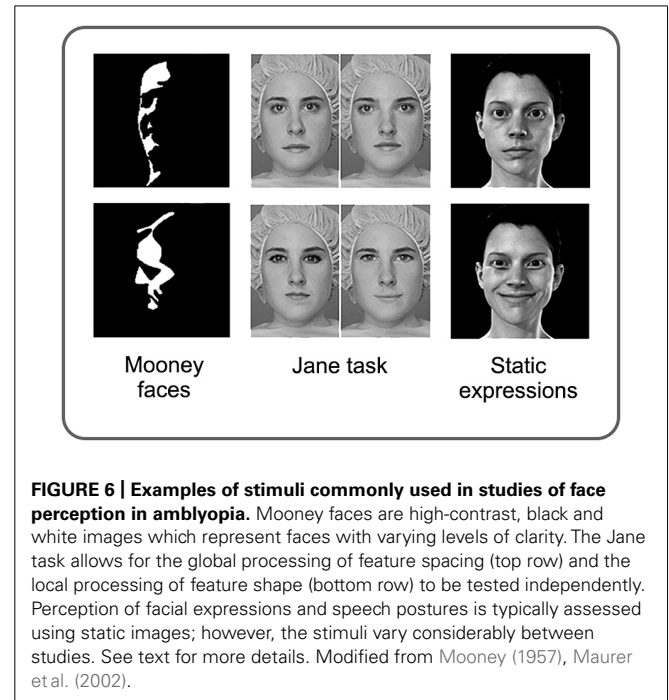 Mooney
faces
Jane task
Static
expressions
FIGURE 6 | Examples of stimuli commonly used in studies of face
perception in amblyopia. Mooney faces are high-contrast, black and
white images which represent faces with varying levels of clarity. The Jane
task allows for the global processing of feature spacing (top row) and the
local processing of feature shape (bottom row) to be tested independently.
Perception of facial expressions and speech postures is typically assessed
using static images; however, the stimuli vary considerably between
studies. See text for more details. Modified from Mooney (1957), Maurer
et al. (2002).